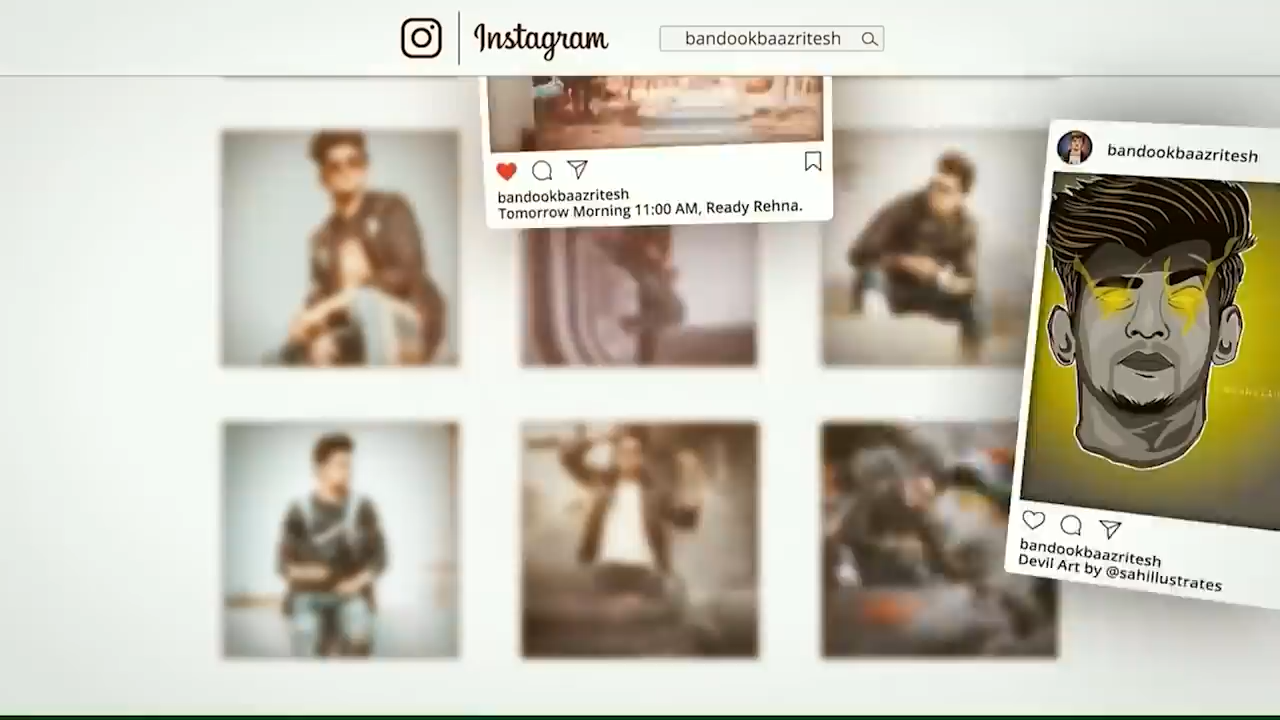 Instagram
bandookbaazritesh
bandookbaazritesh
Tomorrow Morning 11:00 AM, Ready Rehna.
bandookbaazritesh
bandookbaazritesh
Devil Art by @sahillustrates